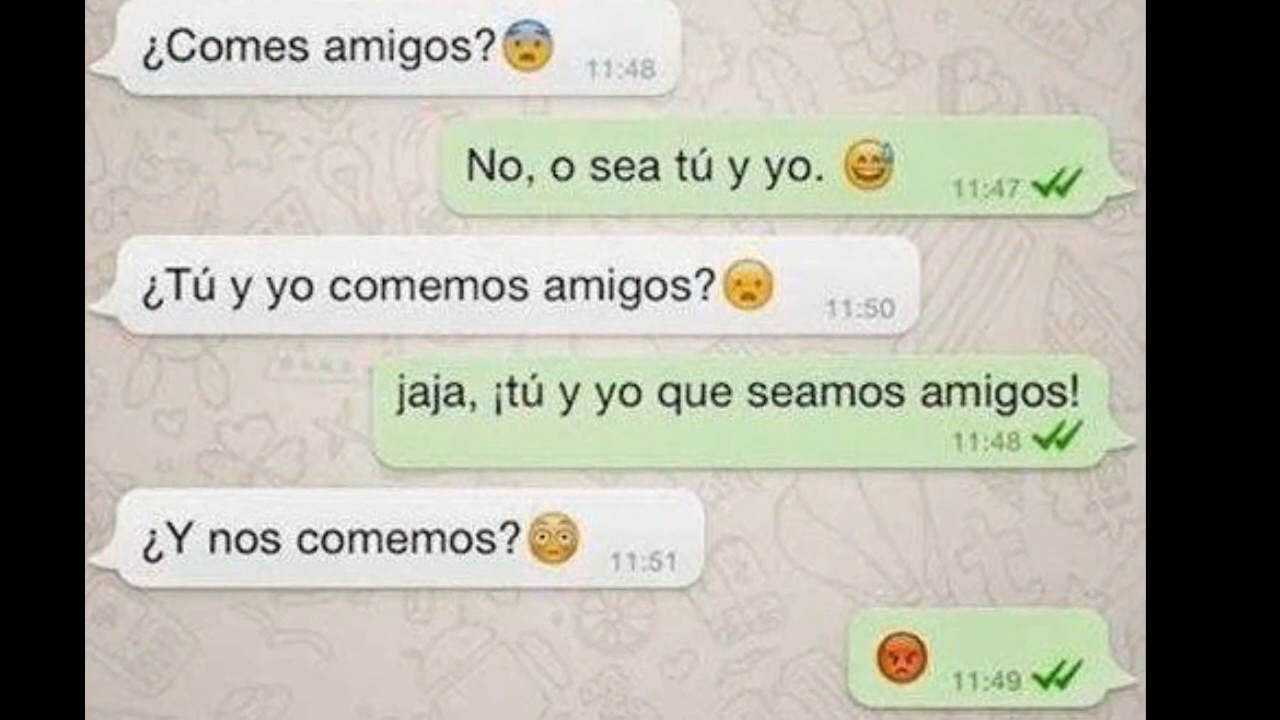 ¿Comes amigos?😨 11:48
No, o sea tú y yo. 😅 11:47
¿Tú y yo comemos amigos?😦 11:50
jaja, ¡tú y yo que seamos amigos!
11:48
¿Y nos comemos?😳 11:51
😡 11:49